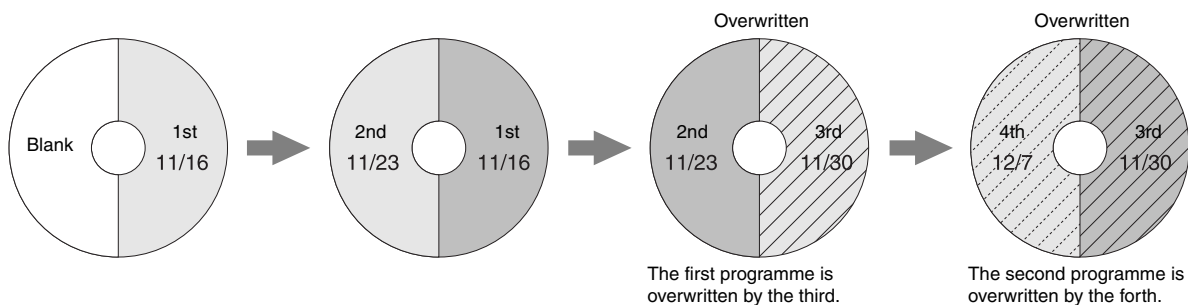 Overwritten
Overwritten
Blank
1st
11/16
2nd
11/23
1st
11/16
2nd
11/23
3rd
11/30
4th
12/7
3rd
11/30
The first programme is
overwritten by the third.
The second programme is
overwritten by the forth.